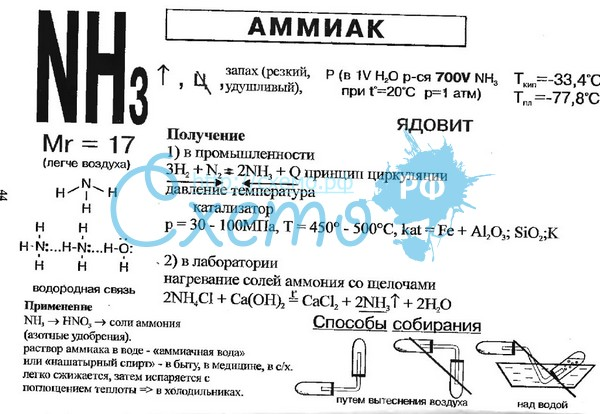 АММИАК
NH₃↑, Ц, запах (резкий, удушливый), Р (в 1V H₂O р-ся 700V NH₃ при t°=20°C p=1 атм)
Tкип=-33,4°C
Tпл=-77,8°C
ЯДОВИТ
Mr = 17
(легче воздуха)
H–N–H
H
H H
H–N:...H–N:...H–Ö:
H H H
водородная связь
Получение
1) в промышленности
3H₂ + N₂ ⇄ 2NH₃ + Q принцип циркуляции
давление температура
катализатор
p = 30 - 100МПа, T = 450° - 500°C, kat = Fe + Al₂O₃; SiO₂;K
2) в лаборатории
нагревание солей аммония со щелочами
2NH₄Cl + Ca(OH)₂ t= CaCl₂ + 2NH₃↑ + 2H₂O
Применение
NH₃ → HNO₃ → соли аммония
(азотные удобрения).
раствор аммиака в воде - «аммиачная вода»
или «нашатырный спирт» - в быту, в медицине, в с/х.
легко сжижается, затем испаряется с
поглощением теплоты => в холодильниках.
Способы собирания
путем вытеснения воздуха
над водой
44
Схемо
РФ